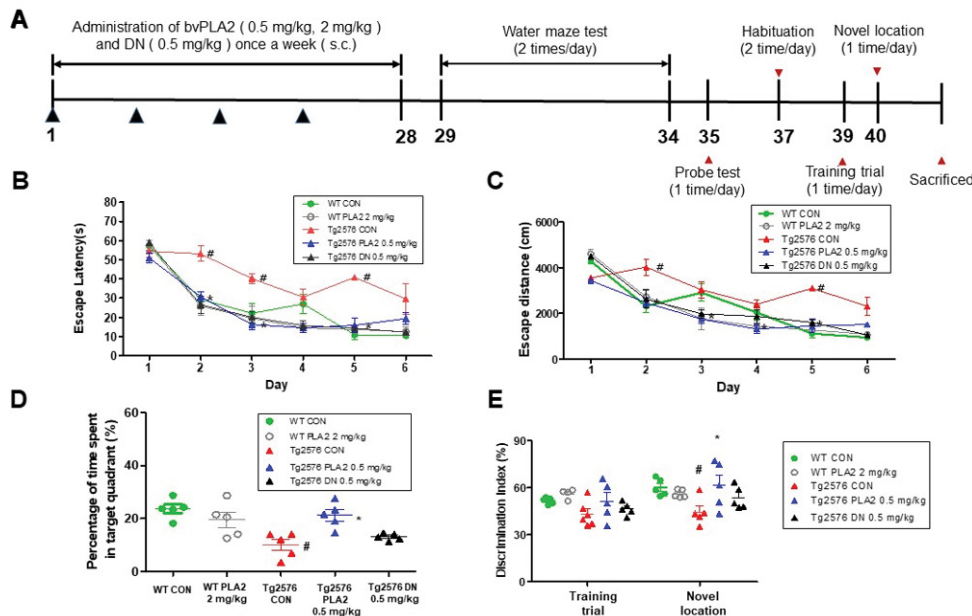 A
Administration of bvPLA2 ( 0.5 mg/kg, 2 mg/kg )
and DN ( 0.5 mg/kg ) once a week ( s.c.)
Water maze test
(2 times/day)
Habituation
(2 time/day)
Novel location
(1 time/day)
1
28
29
34
35
37
39
40
Probe test
(1 time/day)
Training trial
(1 time/day)
Sacrificed
B
WT CON
WT PLA2 2 mg/kg
Tg2576 CON
Tg2576 PLA2 0.5 mg/kg
Tg2576 DN 0.5 mg/kg
Escape Latency(s)
80
70
60
50
40
30
20
10
0
# # #
* * *
1 2 3 4 5 6
Day
C
WT CON
WT PLA2 2 mg/kg
Tg2576 CON
Tg2576 PLA2 0.5 mg/kg
Tg2576 DN 0.5 mg/kg
Escape distance (cm)
6000
4000
2000
0
# #
* * * *
1 2 3 4 5 6
Day
D
WT CON
WT PLA2 2 mg/kg
Tg2576 CON
Tg2576 PLA2 0.5 mg/kg
Tg2576 DN 0.5 mg/kg
Percentage of time spent
in target quadrant (%)
60
40
20
0
#
*
WT CON
WT PLA2
2 mg/kg
Tg2576
CON
Tg2576
PLA2
0.5 mg/kg
Tg2576 DN
0.5 mg/kg
E
Discrimination Index (%)
90
60
30
0
#
*
Training
trial
Novel
location
WT CON
WT PLA2 2 mg/kg
Tg2576 CON
Tg2576 PLA2 0.5 mg/kg
Tg2576 DN 0.5 mg/kg